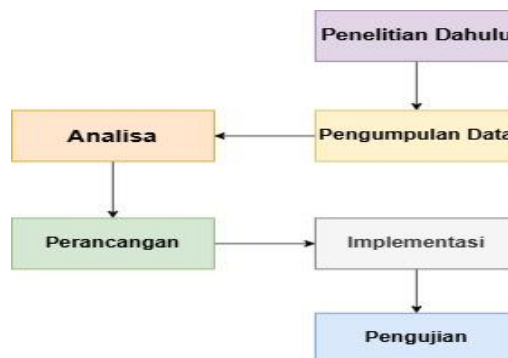 Penelitian Dahulu
Pengumpulan Data
Analisa
Perancangan
Implementasi
Pengujian